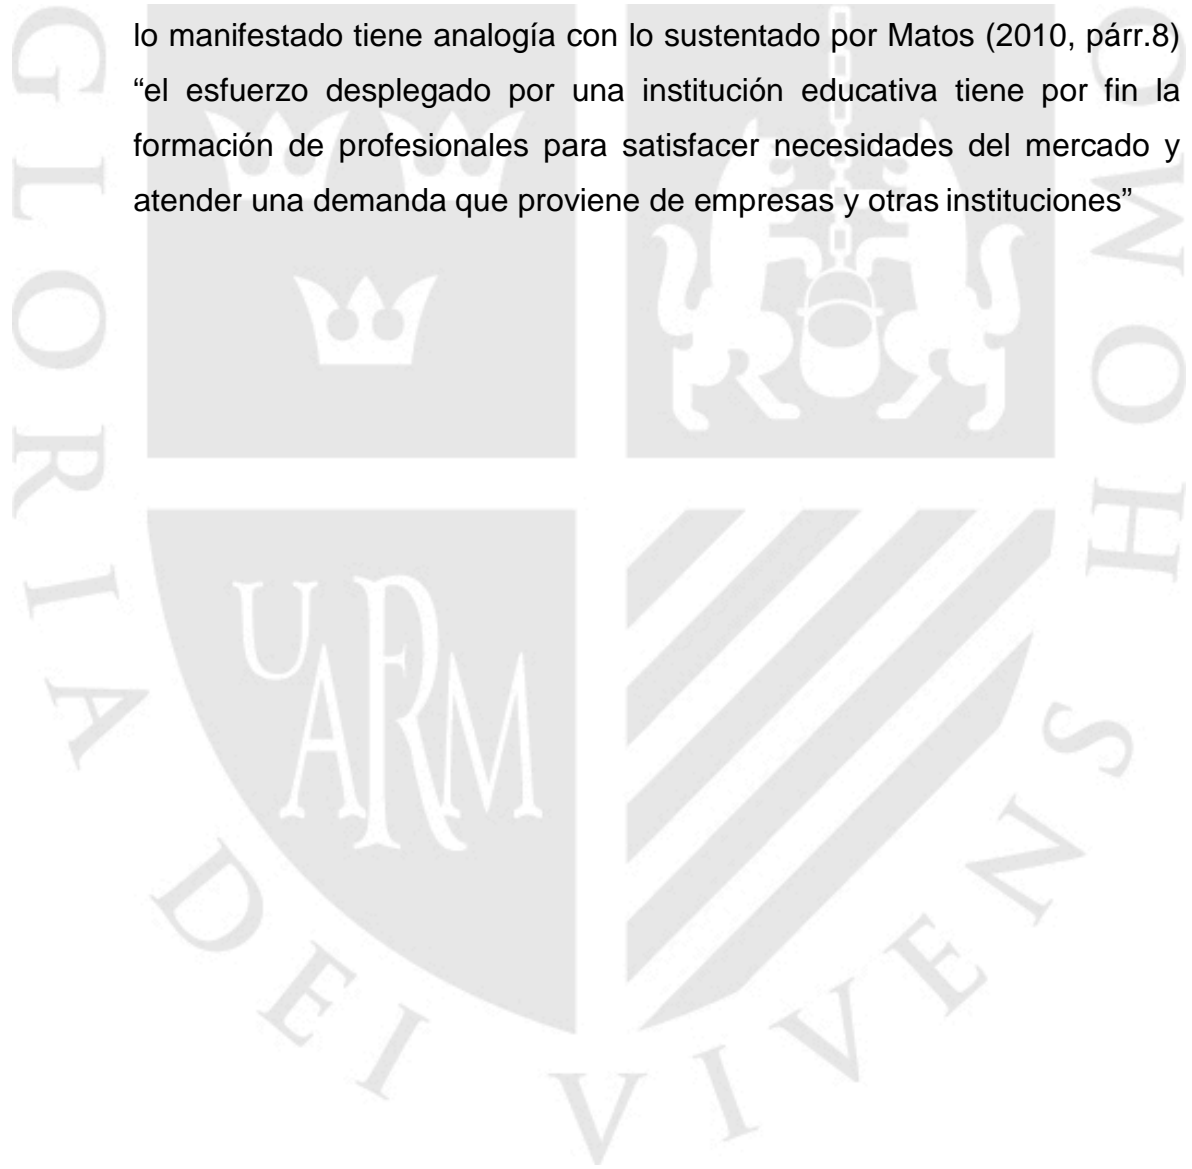 lo manifestado tiene analogía con lo sustentado por Matos (2010, párr.8)
“el esfuerzo desplegado por una institución educativa tiene por fin la
formación de profesionales para satisfacer necesidades del mercado y
atender una demanda que proviene de empresas y otras instituciones”
GLORIA DEI VIVENS HOMO
UARM